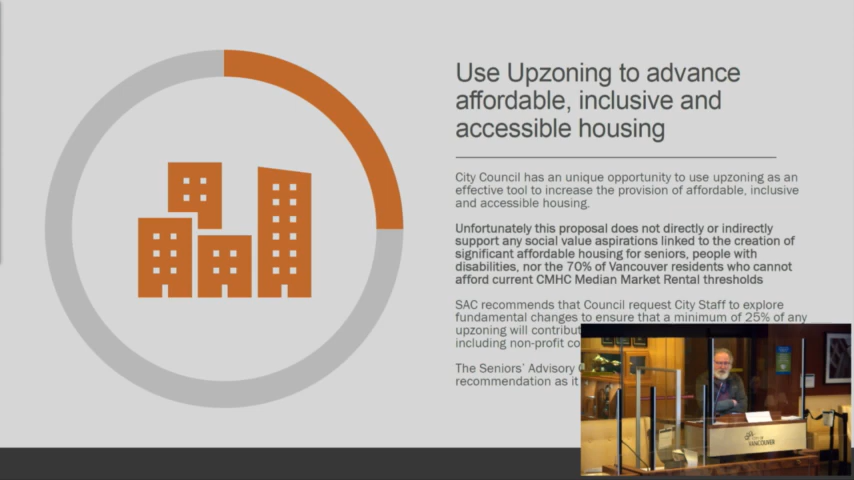 Use Upzoning to advance
affordable, inclusive and
accessible housing
City Council has an unique opportunity to use upzoning as an
effective tool to increase the provision of affordable, inclusive
and accessible housing.
Unfortunately this proposal does not directly or indirectly
support any social value aspirations linked to the creation of
significant affordable housing for seniors, people with
disabilities, nor the 70% of Vancouver residents who cannot
afford current CMHC Median Market Rental thresholds
SAC recommends that Council request City Staff to explore
fundamental changes to ensure that a minimum of 25% of any
upzoning will
including non-profit
The Seniors' Advisory
recommendation as it
CITY OF
VANCOUVER